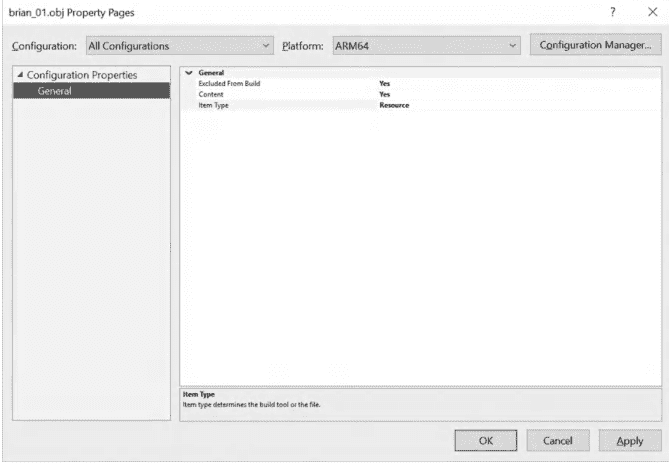 brian_01.obj Property Pages ? ×
Configuration: All Configurations Platform: ARM64 Configuration Manager...
Configuration Properties
General
General
Excluded From Build Yes
Content Yes
Item Type Resource
Item Type
Item type determines the build tool or the file.
OK Cancel Apply